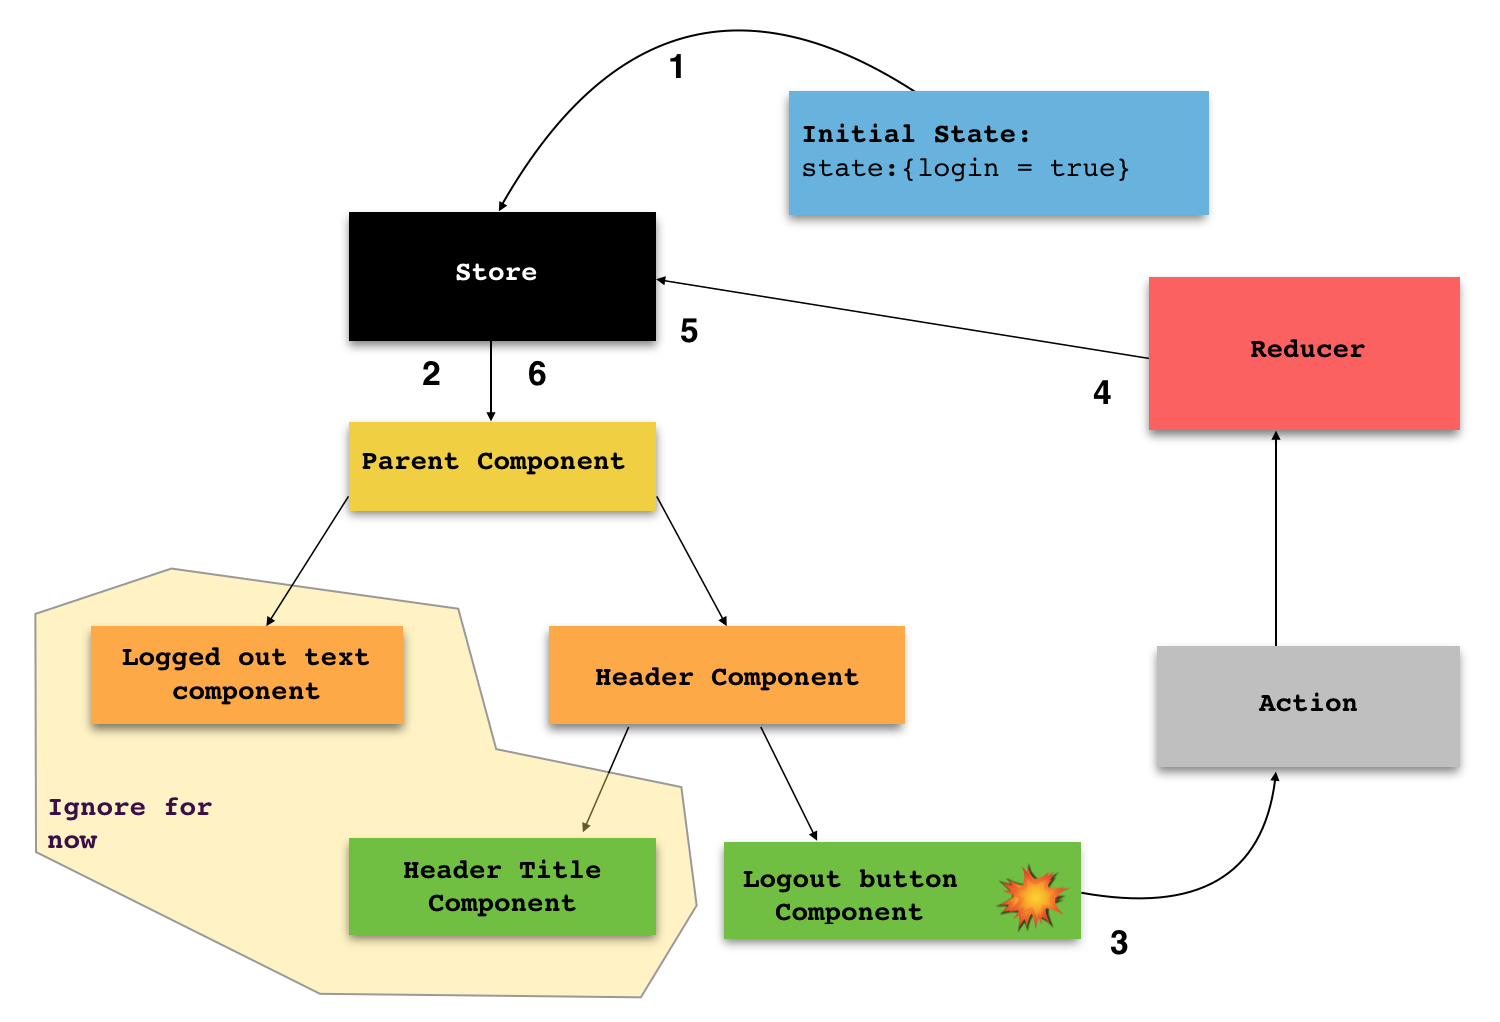 1
Initial State:
state:{login = true}
Store
5
Reducer
2
6
4
Parent Component
Logged out text
component
Header Component
Action
Ignore for
now
Header Title
Component
Logout button
Component
3